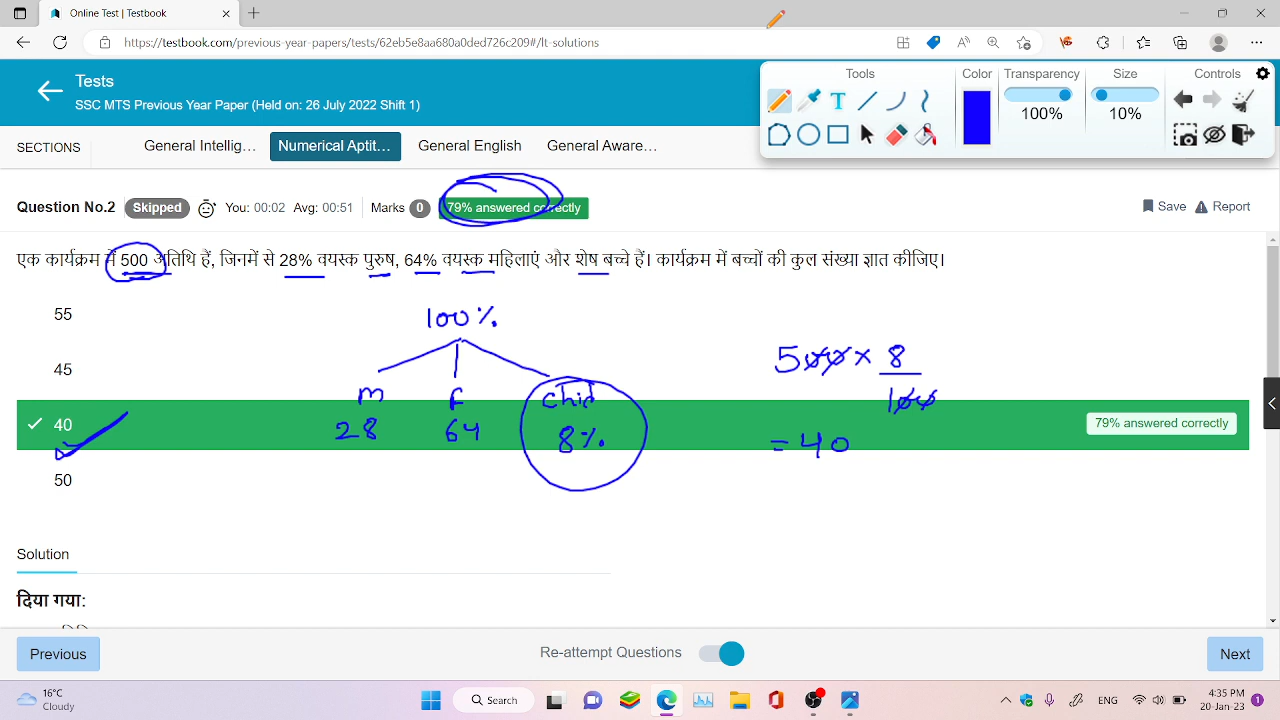 Online Test | Testbook
https://testbook.com/previous-year-papers/tests/62eb5e8aa680a0ded726c209#/lt-solutions
Tests
SSC MTS Previous Year Paper (Held on: 26 July 2022 Shift 1)
Tools Color Transparency Size Controls
T 100% 10%
SECTIONS General Intellig... Numerical Aptit... General English General Aware...
Question No.2 Skipped You: 00:02 Avg: 00:51 Marks 0 79% answered correctly Save Report
एक कार्यक्रम में 500 अतिथि हैं, जिनमें से 28% वयस्क पुरुष, 64% वयस्क महिलाएं और शेष बच्चे हैं। कार्यक्रम में बच्चों की कुल संख्या ज्ञात कीजिए।
55
100%
45
500 × 8
100
m f child
40
28 64 8%
= 40
79% answered correctly
50
Solution
दिया गया:
Previous Re-attempt Questions Next
16°C
Cloudy
Search
ENG
4:35 PM
20-Jan-23
1